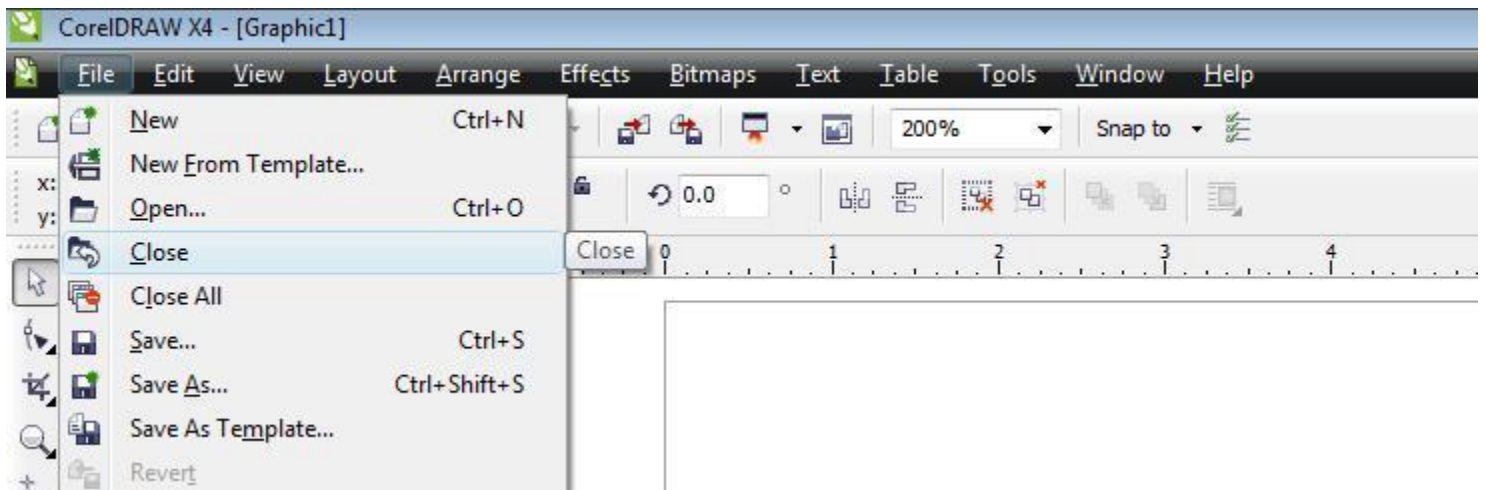 CorelDRAW X4 - [Graphic1]
File Edit View Layout Arrange Effects Bitmaps Text Table Tools Window Help
New Ctrl+N
200% Snap to
New From Template...
x:
0.0 °
y:
Open... Ctrl+O
Close
Close
0 1 2 3 4
Close All
Save... Ctrl+S
Save As... Ctrl+Shift+S
Save As Template...
Revert